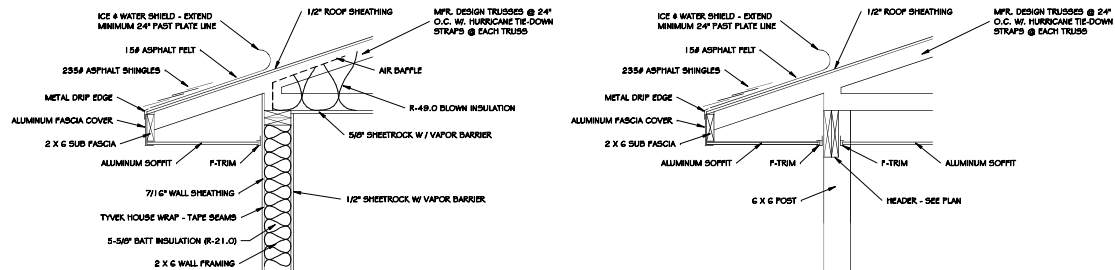 ICE & WATER SHIELD - EXTEND
MINIMUM 24" PAST PLATE LINE
1/2" ROOF SHEATHING
MFR. DESIGN TRUSSES @ 24"
O.C. W. HURRICANE TIE-DOWN
STRAPS @ EACH TRUSS
15# ASPHALT FELT
235# ASPHALT SHINGLES
AIR BAFFLE
METAL DRIP EDGE
R-49.0 BLOWN INSULATION
ALUMINUM FASCIA COVER
5/8" SHEETROCK W/ VAPOR BARRIER
2 X 6 SUB FASCIA
ALUMINUM SOFFIT
F-TRIM
7/16" WALL SHEATHING
1/2" SHEETROCK W/ VAPOR BARRIER
TYVEK HOUSE WRAP - TAPE SEAMS
5-5/8" BATT INSULATION (R-21.0)
2 X 6 WALL FRAMING
ICE & WATER SHIELD - EXTEND
MINIMUM 24" PAST PLATE LINE
1/2" ROOF SHEATHING
MFR. DESIGN TRUSSES @ 24"
O.C. W. HURRICANE TIE-DOWN
STRAPS @ EACH TRUSS
15# ASPHALT FELT
235# ASPHALT SHINGLES
METAL DRIP EDGE
ALUMINUM FASCIA COVER
2 X 6 SUB FASCIA
ALUMINUM SOFFIT
F-TRIM
F-TRIM
ALUMINUM SOFFIT
6 X 6 POST
HEADER - SEE PLAN